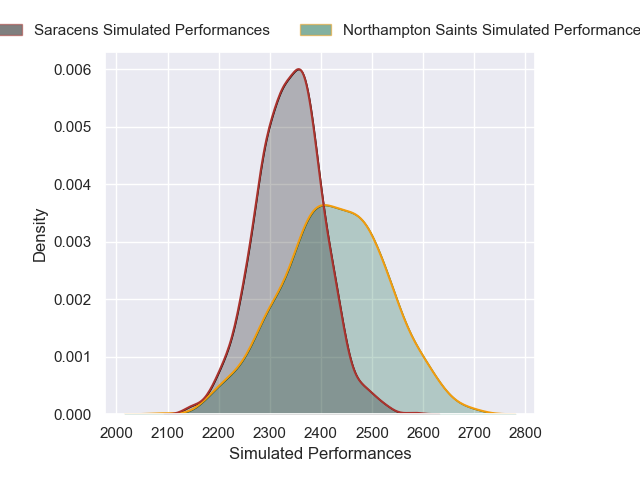 Saracens Simulated Performances
Northampton Saints Simulated Performance
0.006
0.005
0.004
0.003
0.002
0.001
0.000
Density
2000 2100 2200 2300 2400 2500 2600 2700 2800
Simulated Performances